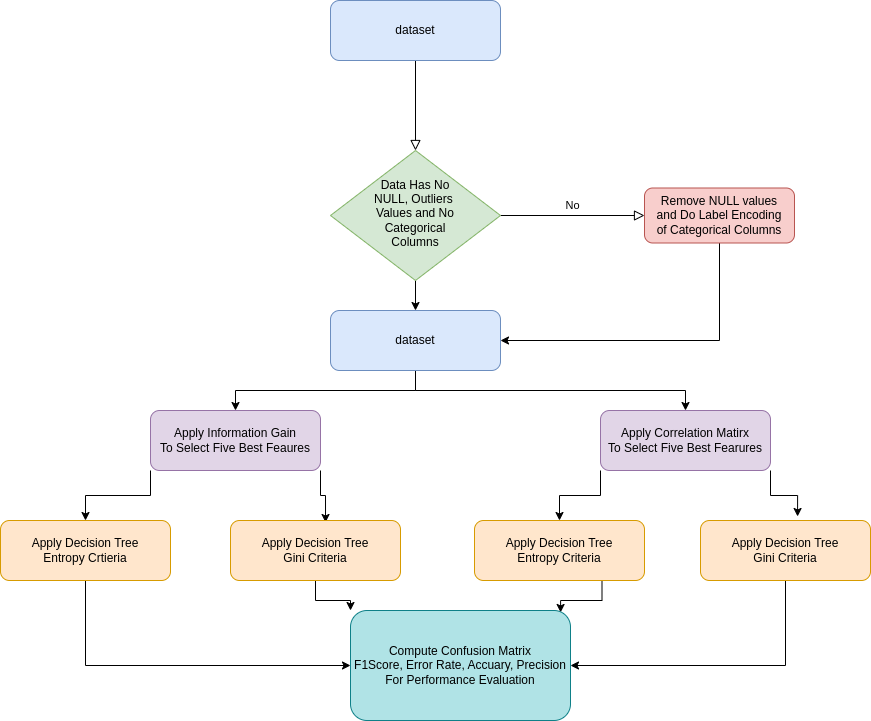 dataset
Data Has No
NULL, Outliers
Values and No
Categorical
Columns
No
Remove NULL values
and Do Label Encoding
of Categorical Columns
dataset
Apply Information Gain
To Select Five Best Feaures
Apply Correlation Matirx
To Select Five Best Fearures
Apply Decision Tree
Entropy Crtieria
Apply Decision Tree
Gini Criteria
Apply Decision Tree
Entropy Criteria
Apply Decision Tree
Gini Criteria
Compute Confusion Matrix
F1Score, Error Rate, Accuary, Precision
For Performance Evaluation